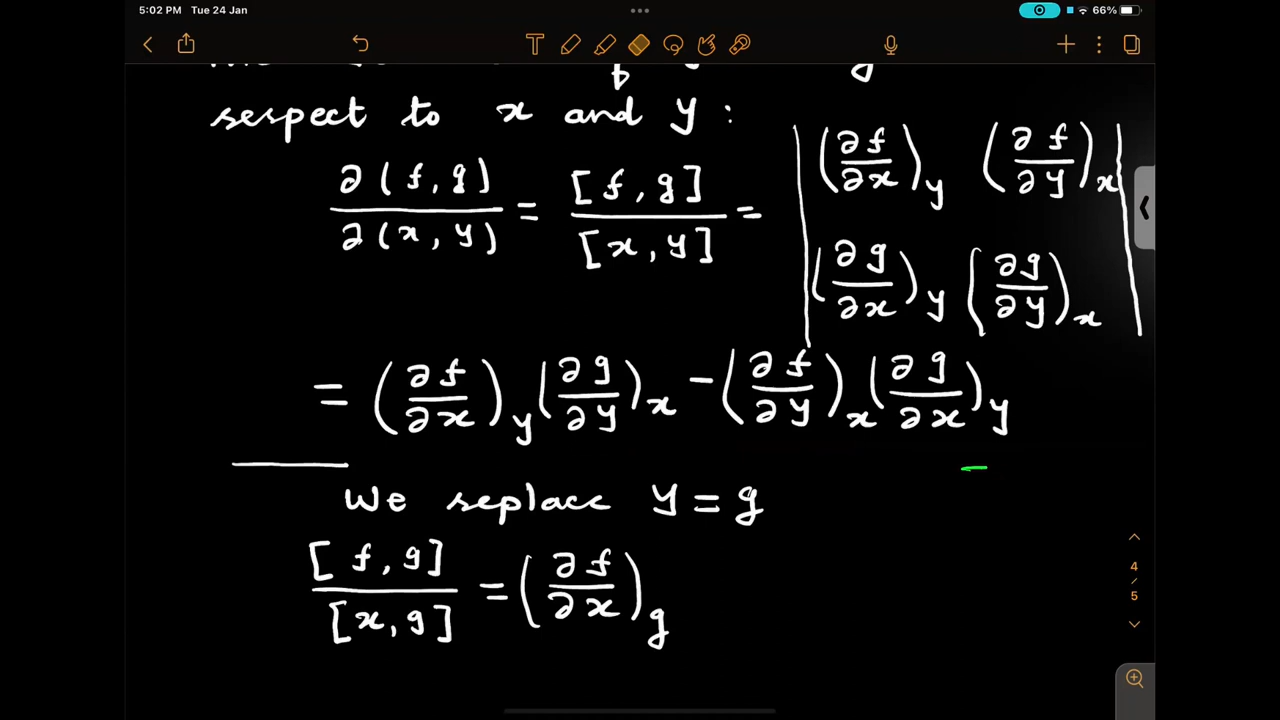 5:02 PM Tue 24 Jan
66%
respect to x and y :
∂(f,g)/∂(x,y) = [f,g]/[x,y] = | (∂f/∂x)_y (∂f/∂y)_x |
| (∂g/∂x)_y (∂g/∂y)_x |
= (∂f/∂x)_y (∂g/∂y)_x - (∂f/∂y)_x (∂g/∂x)_y
We replace y = g
[f,g]/[x,g] = (∂f/∂x)_g
4
/
5